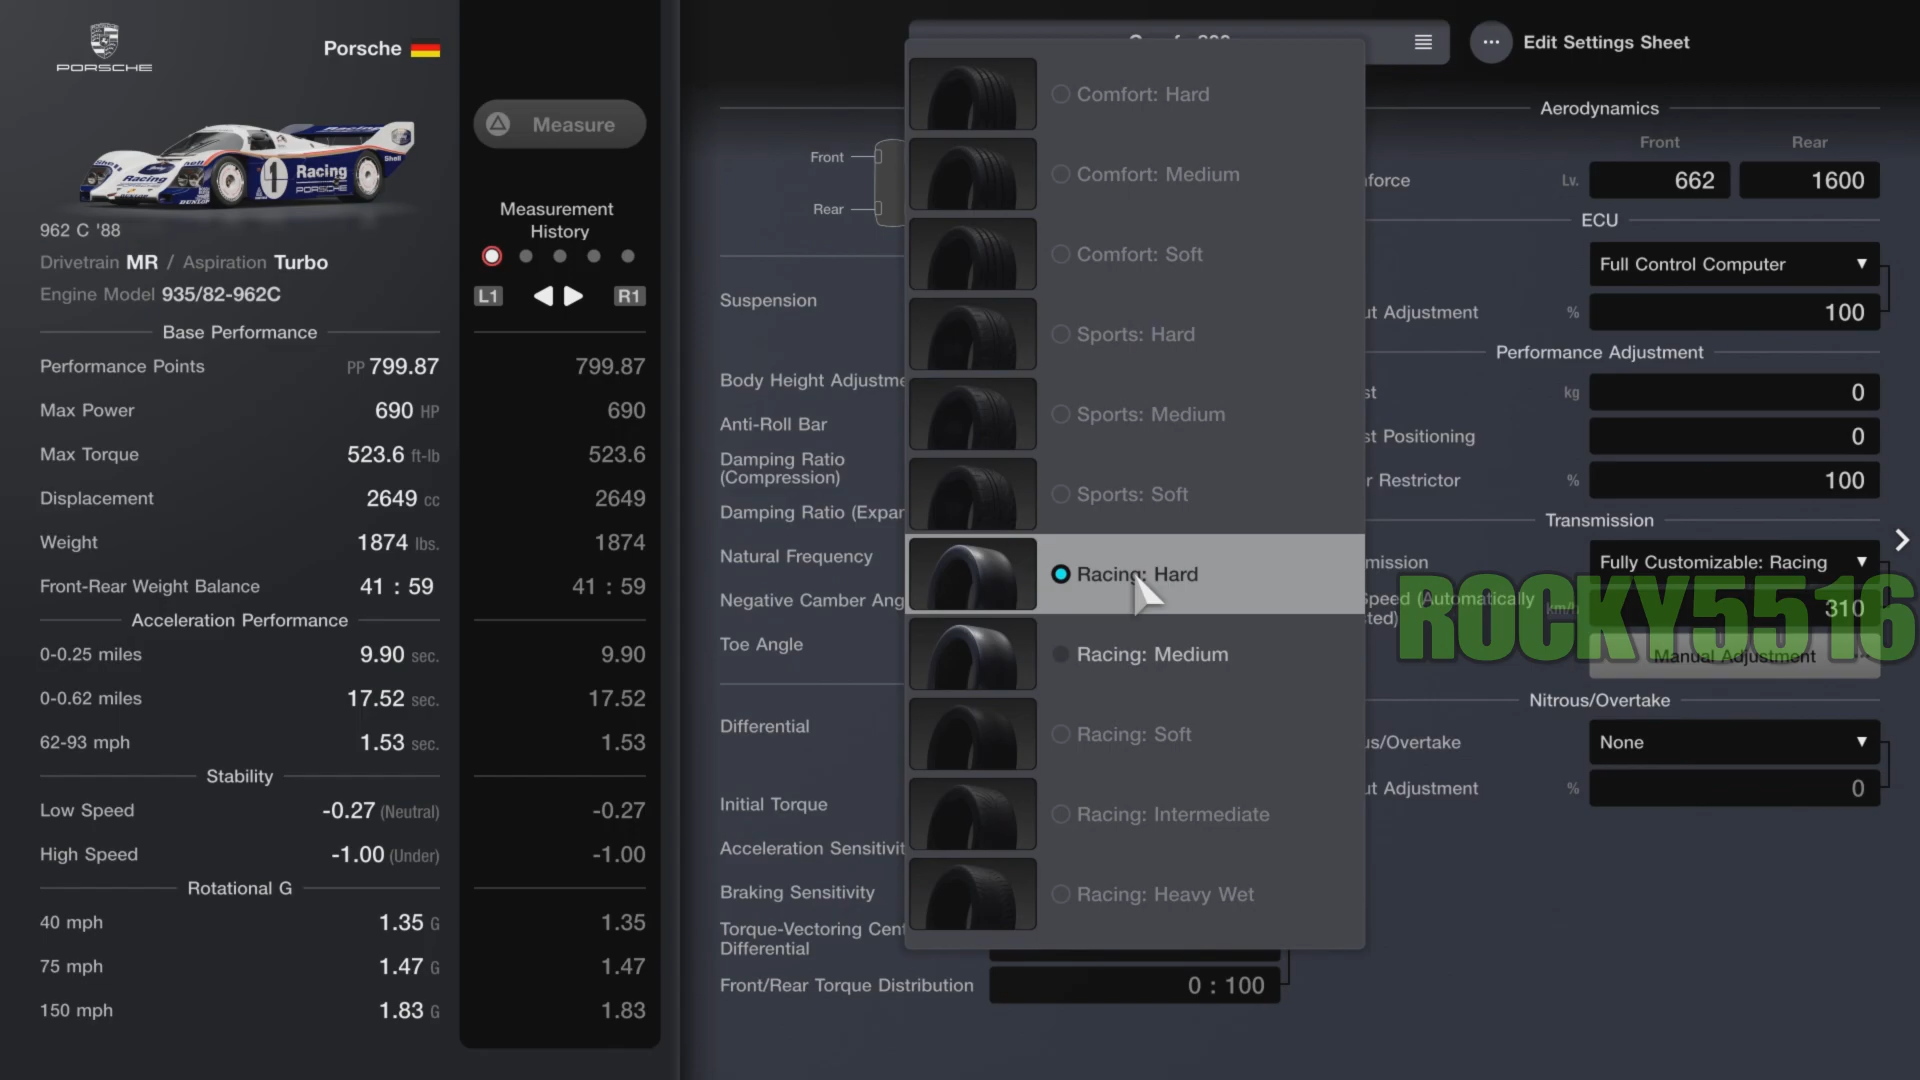 PORSCHE
Porsche
962 C '88
Drivetrain MR / Aspiration Turbo
Engine Model 935/82-962C
Base Performance
Performance Points PP 799.87
Max Power 690 HP
Max Torque 523.6 ft-lb
Displacement 2649 cc
Weight 1874 lbs.
Front-Rear Weight Balance 41 : 59
Acceleration Performance
0-0.25 miles 9.90 sec.
0-0.62 miles 17.52 sec.
62-93 mph 1.53 sec.
Stability
Low Speed -0.27 (Neutral)
High Speed -1.00 (Under)
Rotational G
40 mph 1.35 G
75 mph 1.47 G
150 mph 1.83 G
Measure
Measurement
History
L1 R1
799.87
690
523.6
2649
1874
41 : 59
9.90
17.52
1.53
-0.27
-1.00
1.35
1.47
1.83
Front
Rear
Suspension
Body Height Adjustme
Anti-Roll Bar
Damping Ratio
(Compression)
Damping Ratio (Expan
Natural Frequency
Negative Camber Ang
Toe Angle
Differential
Initial Torque
Acceleration Sensitivit
Braking Sensitivity
Torque-Vectoring Cent
Differential
Front/Rear Torque Distribution 0 : 100
Comfort: Hard
Comfort: Medium
Comfort: Soft
Sports: Hard
Sports: Medium
Sports: Soft
Racing: Hard
Racing: Medium
Racing: Soft
Racing: Intermediate
Racing: Heavy Wet
Edit Settings Sheet
Aerodynamics
Front Rear
nforce Lv. 662 1600
ECU
Full Control Computer
ut Adjustment % 100
Performance Adjustment
st kg 0
st Positioning 0
r Restrictor % 100
Transmission
mission Fully Customizable: Racing
Speed (Automatically
sted) km/h 310
Manual Adjustment
ROCKY5516
Nitrous/Overtake
us/Overtake None
ut Adjustment % 0